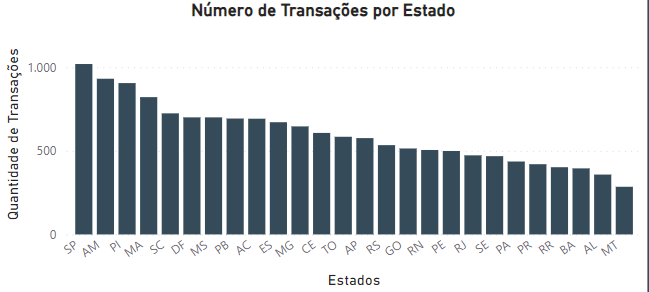 Número de Transações por Estado
Quantidade de Transações
1.000
500
0
SP AM PI MA SC DF MS PB AC ES MG CE TO AP RS GO RN PE RJ SE PA PR RR BA AL MT
Estados